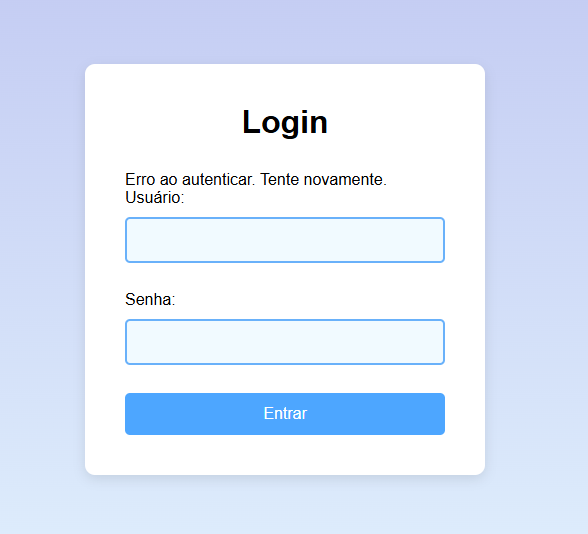 Login
Erro ao autenticar. Tente novamente.
Usuário:
Senha:
Entrar